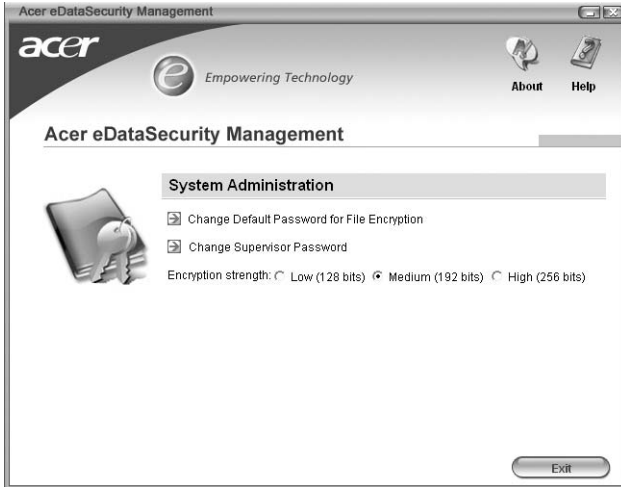 Acer eDataSecurity Management
acer
e Empowering Technology
About Help
Acer eDataSecurity Management
System Administration
Change Default Password for File Encryption
Change Supervisor Password
Encryption strength: Low (128 bits) Medium (192 bits) High (256 bits)
Exit